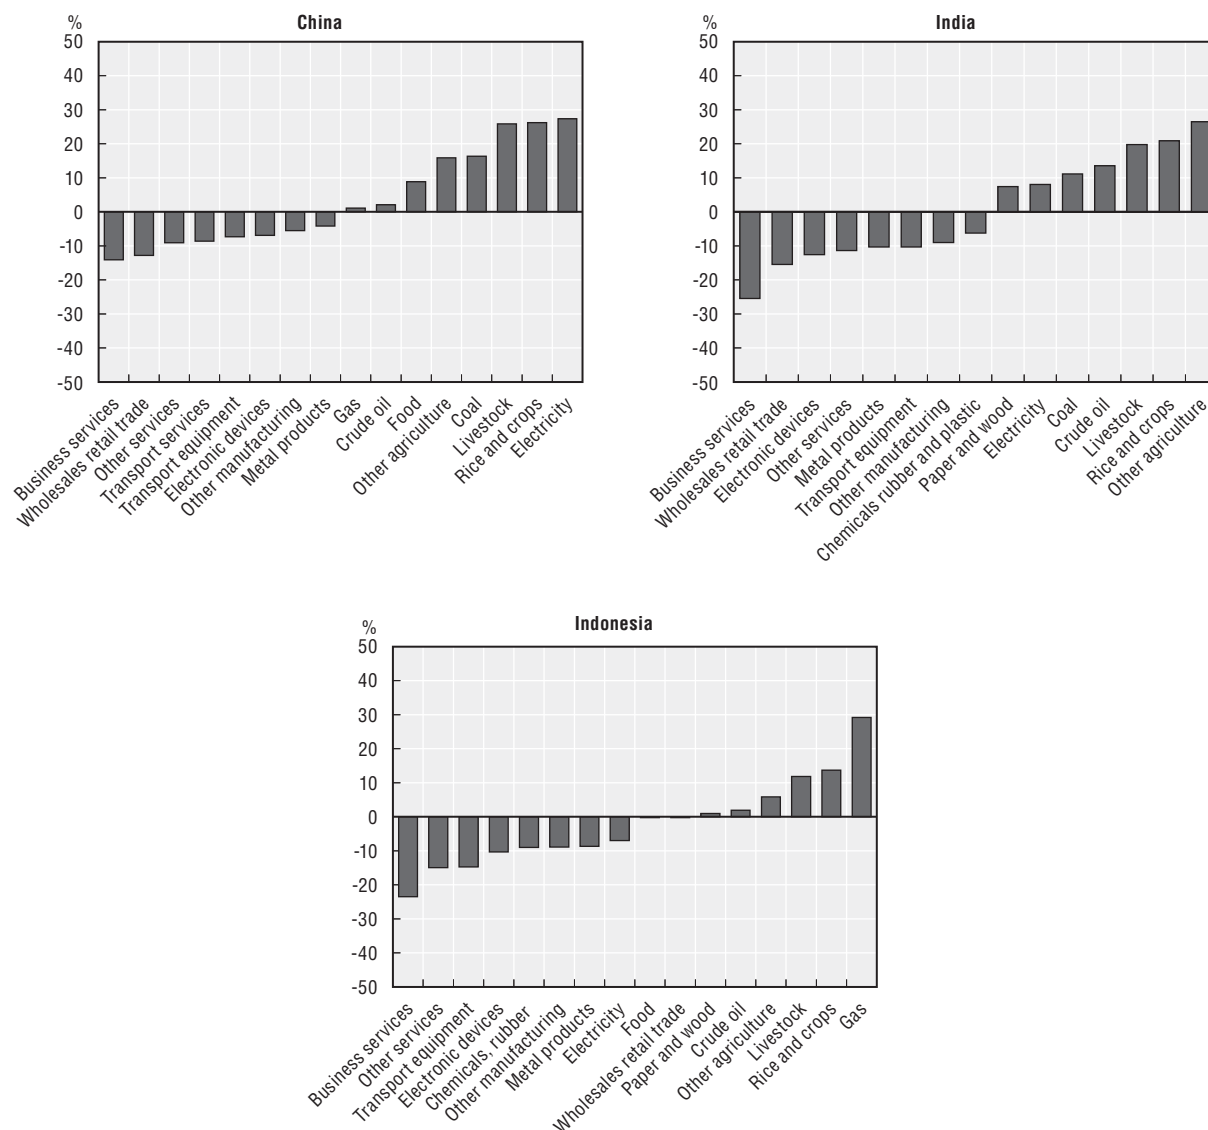 China
%
50
40
30
20
10
0
-10
-20
-30
-40
-50
Business services
Wholesales retail trade
Other services
Transport services
Transport equipment
Electronic devices
Other manufacturing
Metal products
Gas
Crude oil
Food
Other agriculture
Coal
Livestock
Rice and crops
Electricity
India
%
50
40
30
20
10
0
-10
-20
-30
-40
-50
Business services
Wholesales retail trade
Electronic devices
Other services
Metal products
Transport equipment
Other manufacturing
Chemicals rubber and plastic
Paper and wood
Electricity
Coal
Crude oil
Livestock
Rice and crops
Other agriculture
Indonesia
%
50
40
30
20
10
0
-10
-20
-30
-40
-50
Business services
Other services
Transport equipment
Electronic devices
Chemicals, rubber
Other manufacturing
Metal products
Electricity
Food
Wholesales retail trade
Paper and wood
Crude oil
Other agriculture
Livestock
Rice and crops
Gas